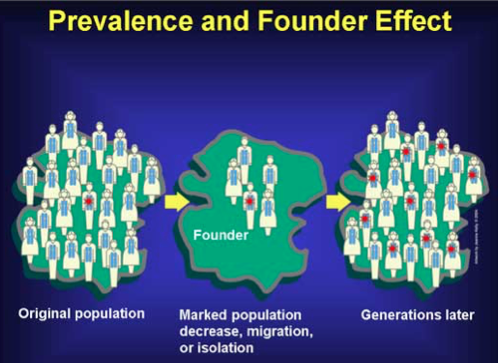 Prevalence and Founder Effect
Founder
Original population
Marked population
decrease, migration,
or isolation
Generations later